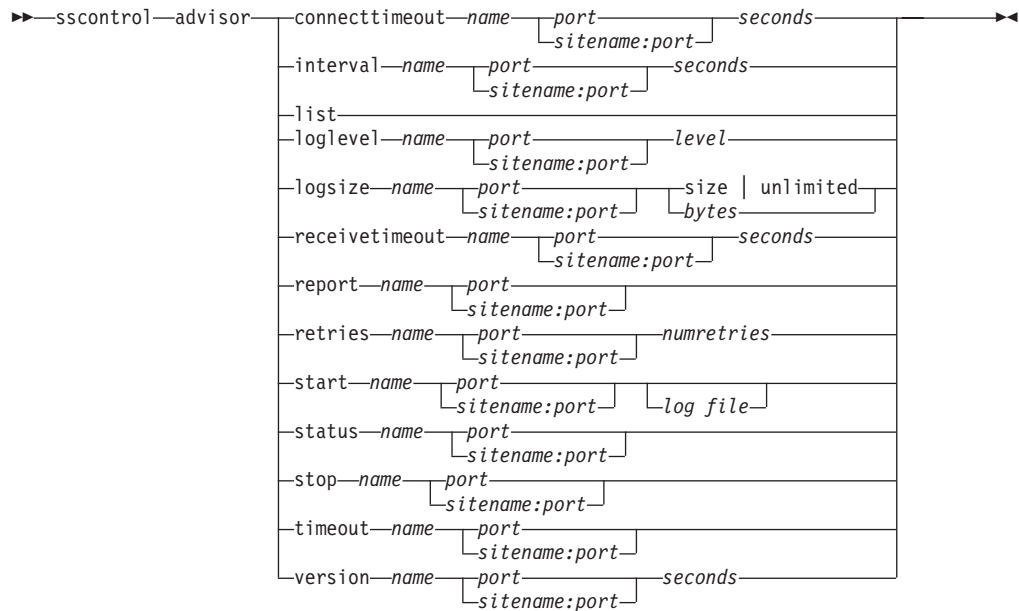 sscontrol advisor connecttimeout name port seconds
sitename:port
interval name port seconds
sitename:port
list
loglevel name port level
sitename:port
logsize name port size | unlimited
sitename:port bytes
receivetimeout name port seconds
sitename:port
report name port
sitename:port
retries name port numretries
sitename:port
start name port
sitename:port log file
status name port
sitename:port
stop name port
sitename:port
timeout name port
sitename:port
version name port seconds
sitename:port